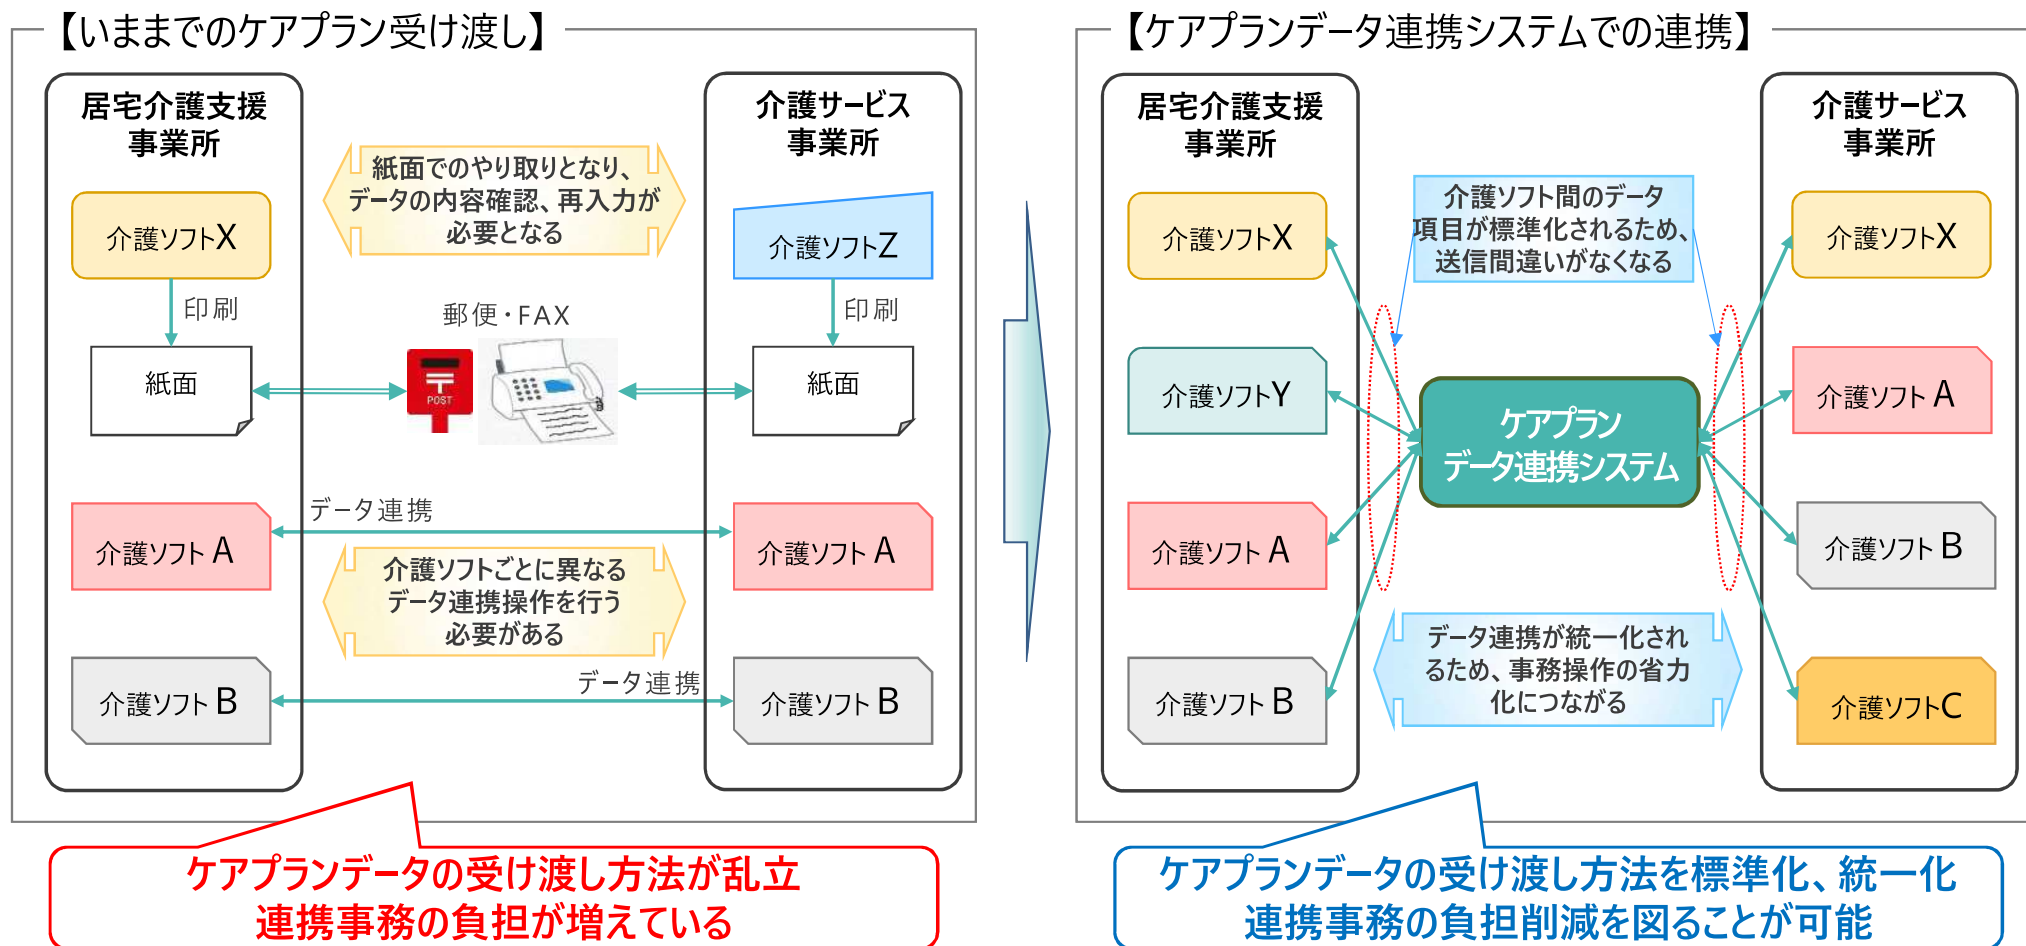 【いままでのケアプラン受け渡し】
居宅介護支援
事業所
介護サービス
事業所
紙面でのやり取りとなり、
データの内容確認、再入力が
必要となる
介護ソフトX
介護ソフトZ
印刷
印刷
郵便・FAX
紙面
POST
紙面
データ連携
介護ソフト A
介護ソフト A
介護ソフトごとに異なる
データ連携操作を行う
必要がある
データ連携
介護ソフト B
介護ソフト B
ケアプランデータの受け渡し方法が乱立
連携事務の負担が増えている
【ケアプランデータ連携システムでの連携】
居宅介護支援
事業所
介護サービス
事業所
介護ソフト間のデータ
項目が標準化されるため、
送信間違いがなくなる
介護ソフトX
介護ソフトX
介護ソフトY
介護ソフト A
ケアプラン
データ連携システム
介護ソフト A
介護ソフト B
データ連携が統一化され
るため、事務操作の省力
化につながる
介護ソフト B
介護ソフトC
ケアプランデータの受け渡し方法を標準化、統一化
連携事務の負担削減を図ることが可能